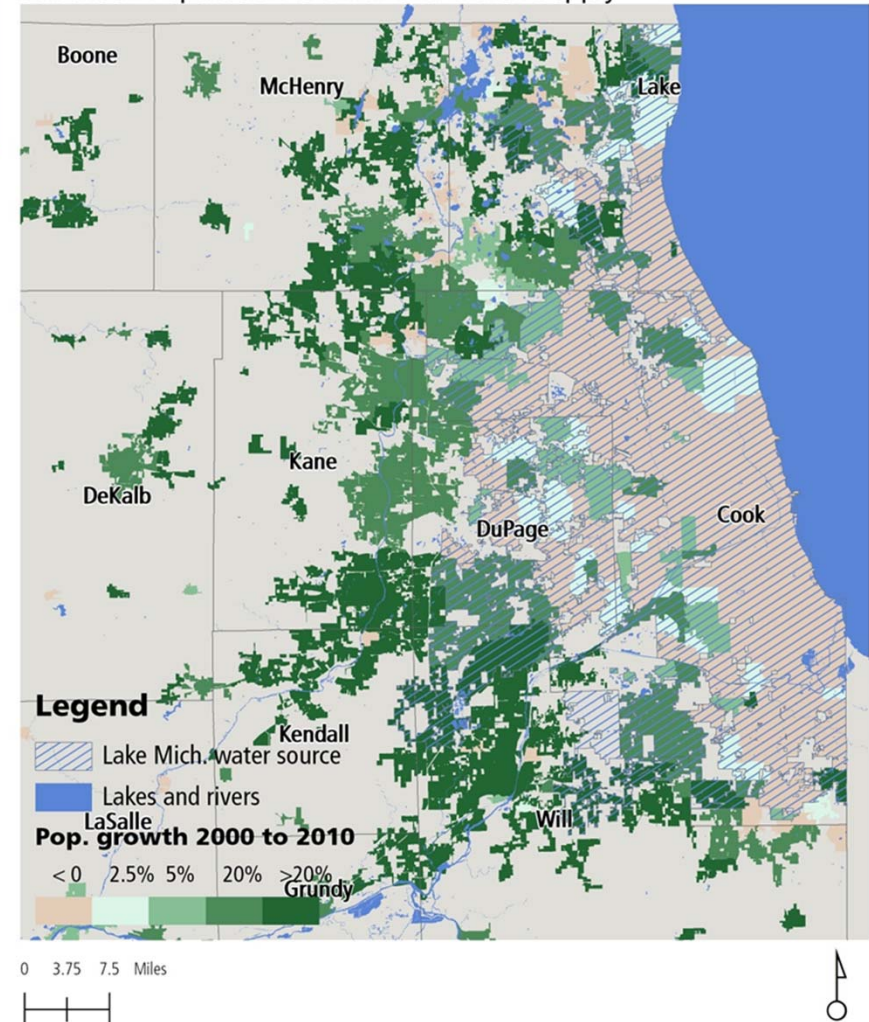 Boone
McHenry
Lake
Kane
DeKalb
DuPage
Cook
Legend
Kendall
Lake Mich. water source
Lakes and rivers
LaSalle
Will
Pop. growth 2000 to 2010
< 0 2.5% 5% 20% >20%
Grundy
0 3.75 7.5 Miles